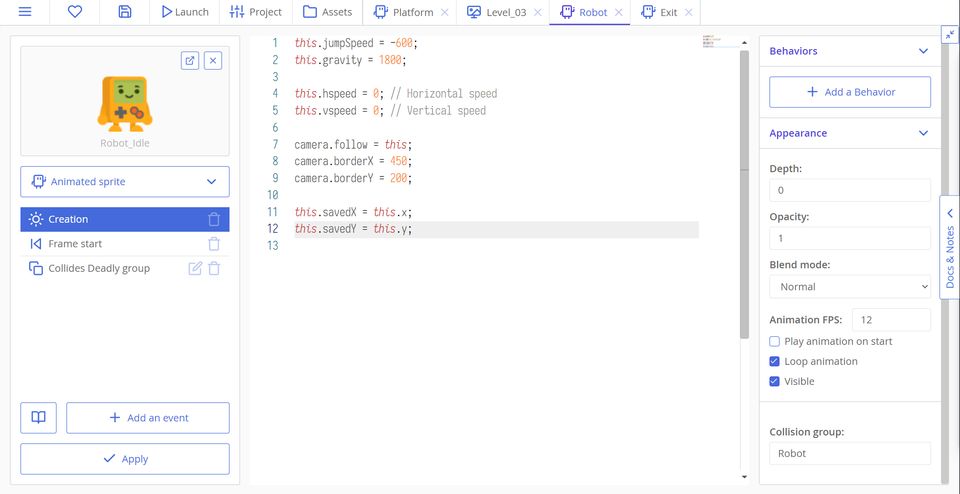 Launch
Project
Assets
Platform
Level_03
Robot
Exit
Robot_Idle
Animated sprite
Creation
Frame start
Collides Deadly group
Add an event
Apply
1 this.jumpSpeed = -600;
2 this.gravity = 1800;
3
4 this.hspeed = 0; // Horizontal speed
5 this.vspeed = 0; // Vertical speed
6
7 camera.follow = this;
8 camera.borderX = 450;
9 camera.borderY = 200;
10
11 this.savedX = this.x;
12 this.savedY = this.y;
13
Behaviors
Add a Behavior
Appearance
Depth:
0
Opacity:
1
Blend mode:
Normal
Animation FPS: 12
Play animation on start
Loop animation
Visible
Collision group:
Robot
Docs & Notes